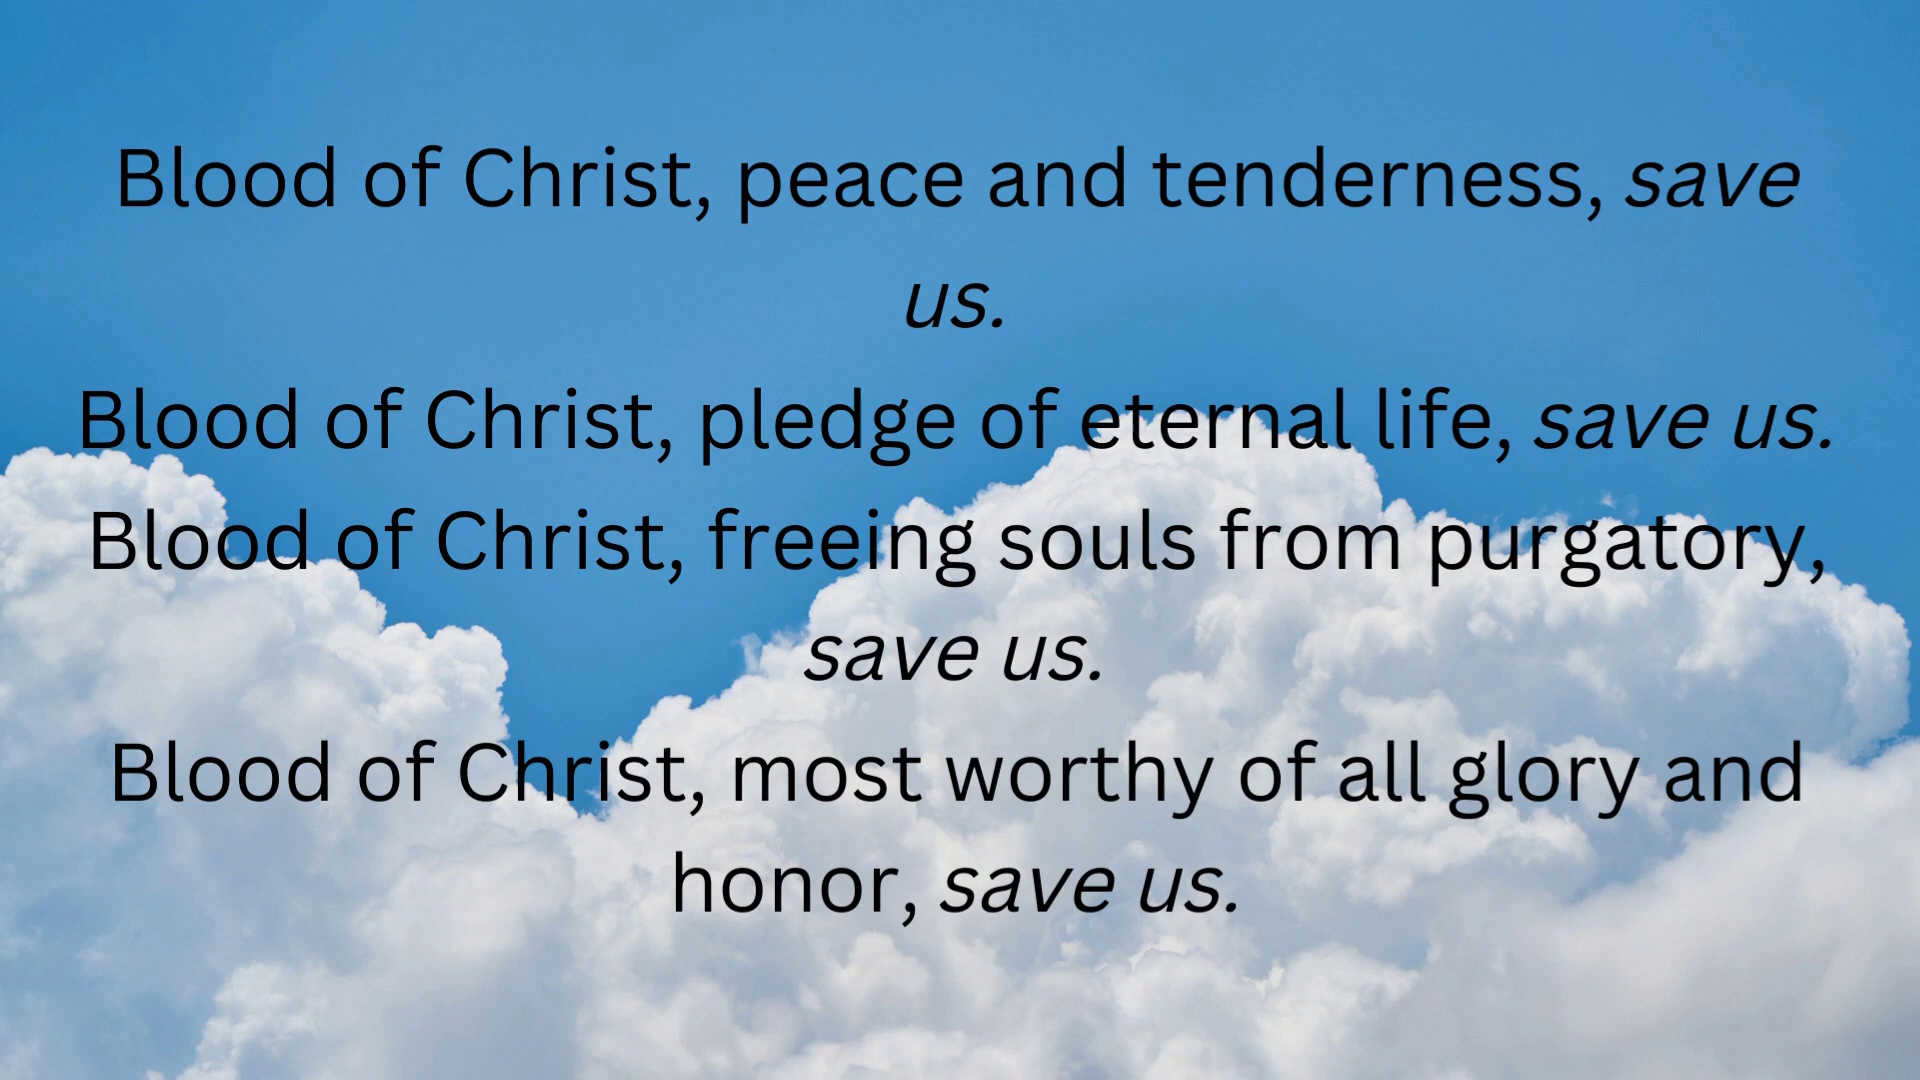 Blood of Christ, peace and tenderness, save
us.
Blood of Christ, pledge of eternal life, save us.
Blood of Christ, freeing souls from purgatory,
save us.
Blood of Christ, most worthy of all glory and
honor, save us.